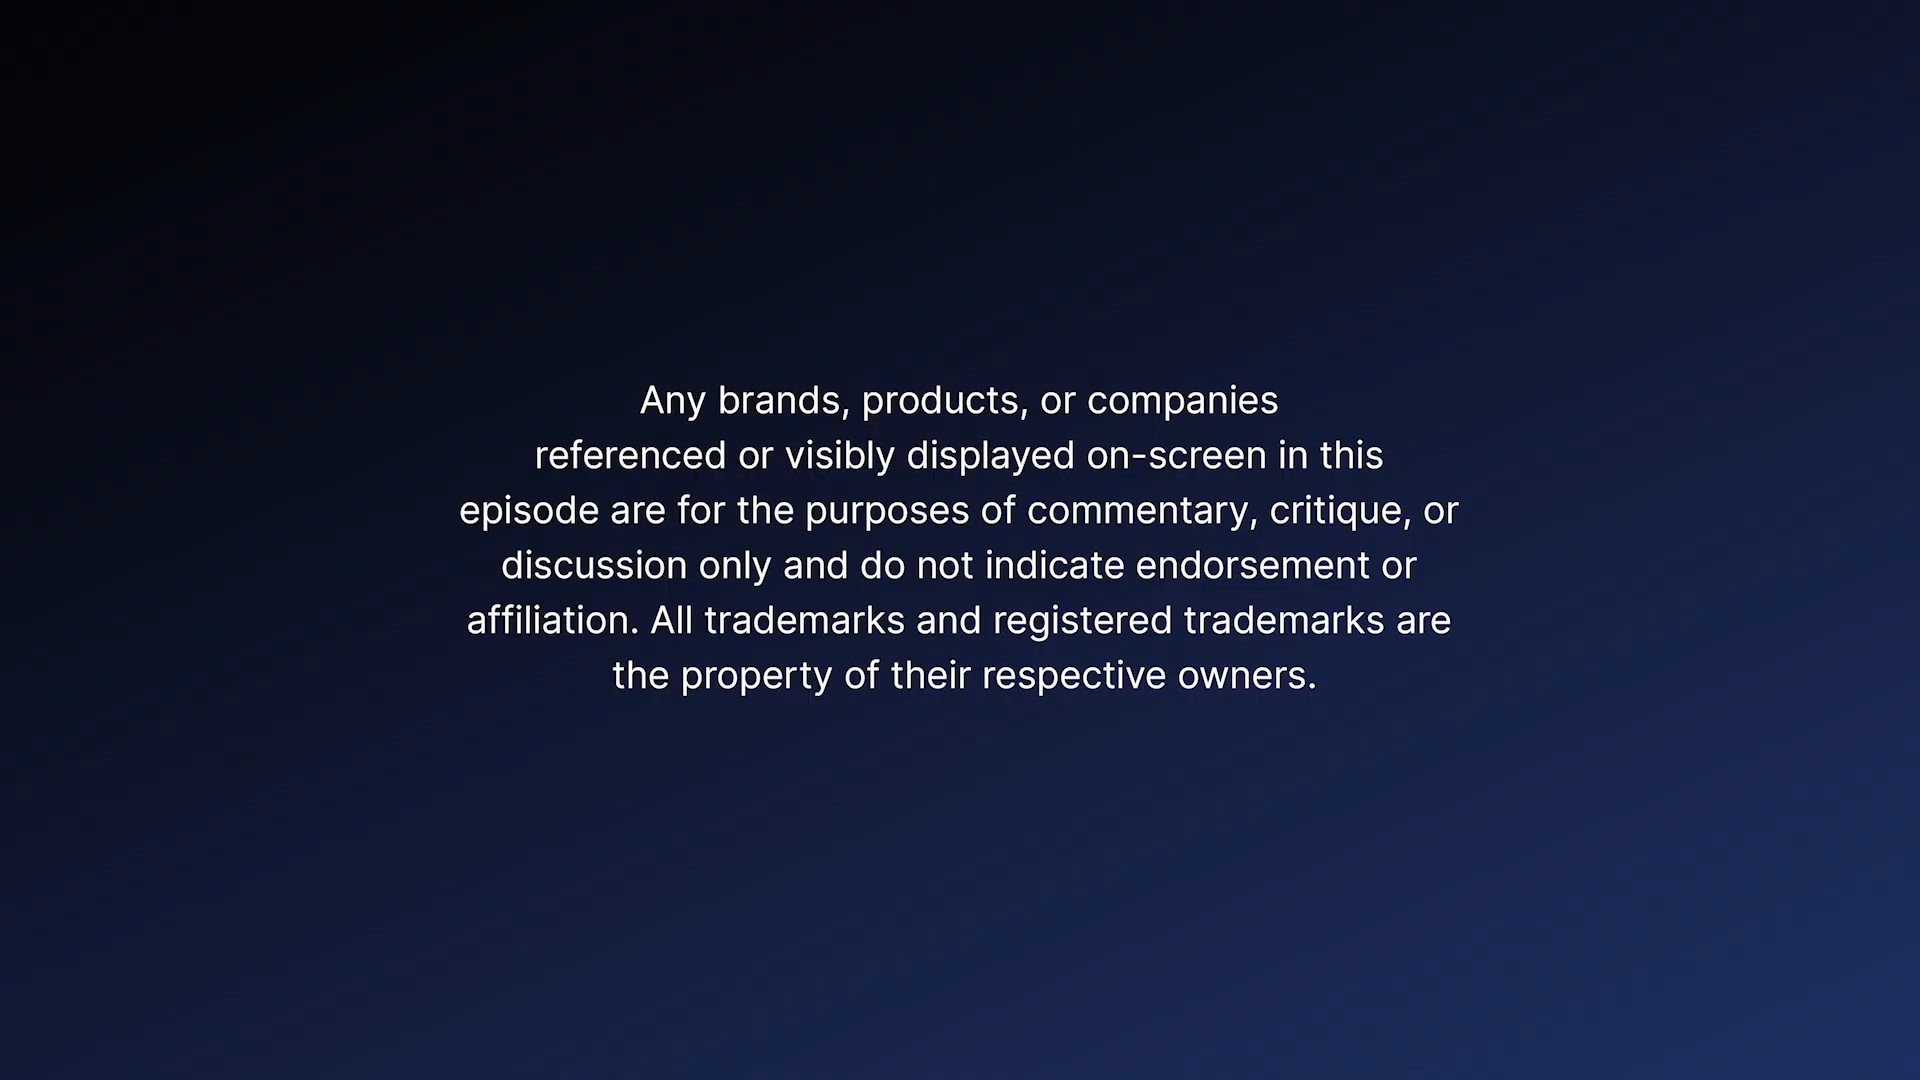 Any brands, products, or companies
referenced or visibly displayed on-screen in this
episode are for the purposes of commentary, critique, or
discussion only and do not indicate endorsement or
affiliation. All trademarks and registered trademarks are
the property of their respective owners.